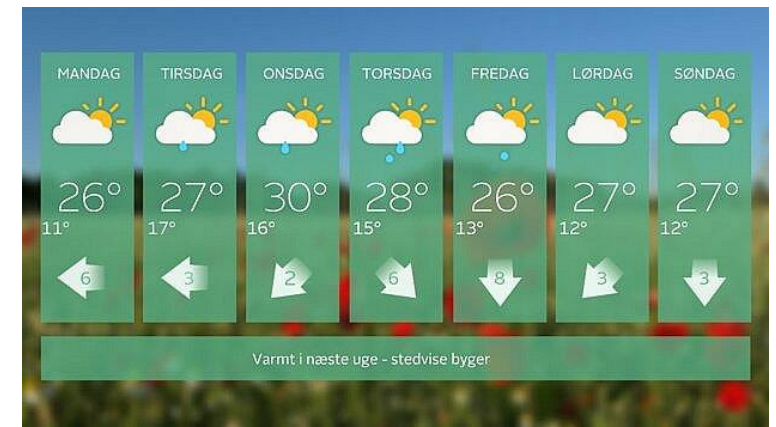 MANDAG TIRSDAG ONSDAG TORSDAG FREDAG LØRDAG SØNDAG
26° 27° 30° 28° 26° 27° 27°
11° 17° 16° 15° 13° 12° 12°
6 3 2 6 8 3 3
Varmt i næste uge - stedvise byger